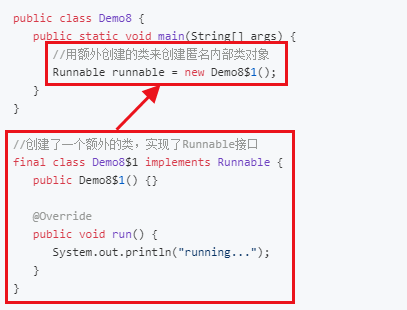 public class Demo8 {
public static void main(String[] args) {
//用额外创建的类来创建匿名内部类对象
Runnable runnable = new Demo8$1();
}
}
//创建了一个额外的类，实现了Runnable接口
final class Demo8$1 implements Runnable {
public Demo8$1() {}
@Override
public void run() {
System.out.println("running...");
}
}